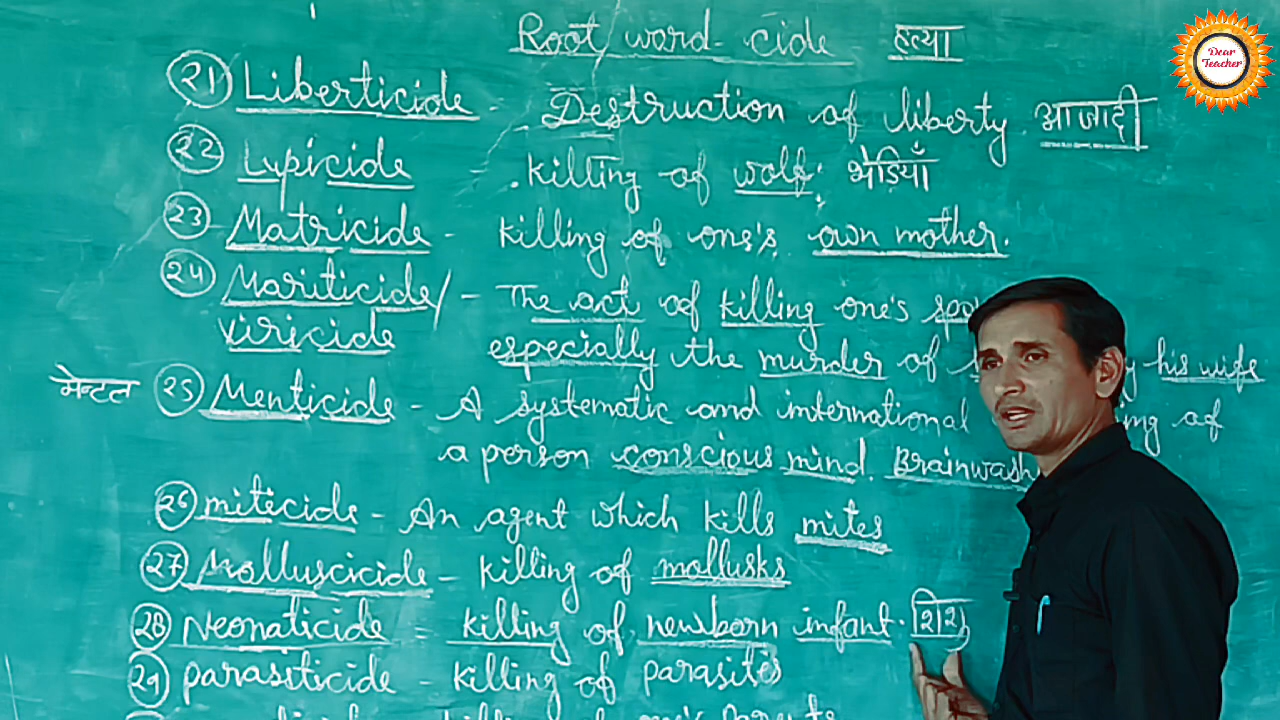 Dear
Teacher
Root word - cide हत्या
21 Liberticide - Destruction of liberty आजादी
22 Lupicide - killing of wolf. भेडियाँ
23 Matricide - killing of one's own mother.
24 Mariticide/ - The act of killing one's
viricide especially the murder of his wife
मेन्टल 25 Menticide - A systematic and international of
a person conscious mind. Brainwash
26 miticide - An agent which kills mites
27 Molluscicide - killing of mollusks
28 Neonaticide = killing of newborn infant. शिशु
29 parasiticide - killing of parasites